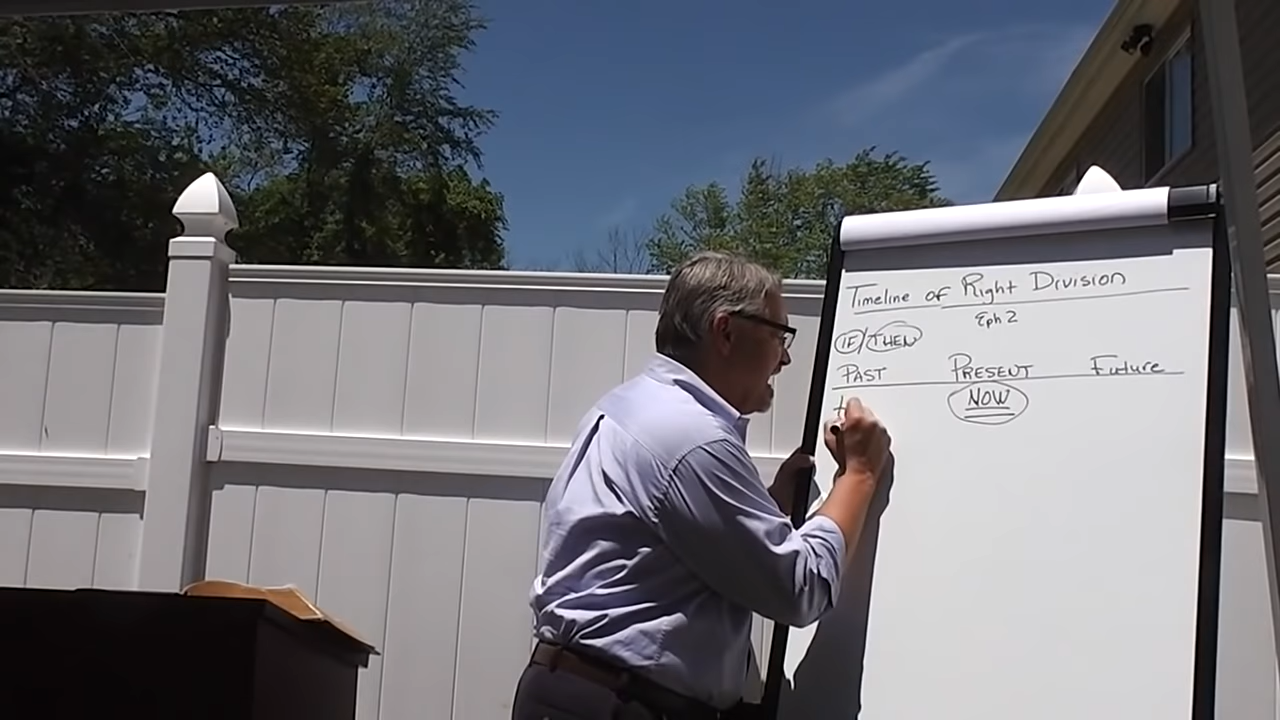 Timeline of Right Division
Eph 2
IF/THEN
PAST PRESENT Future
NOW